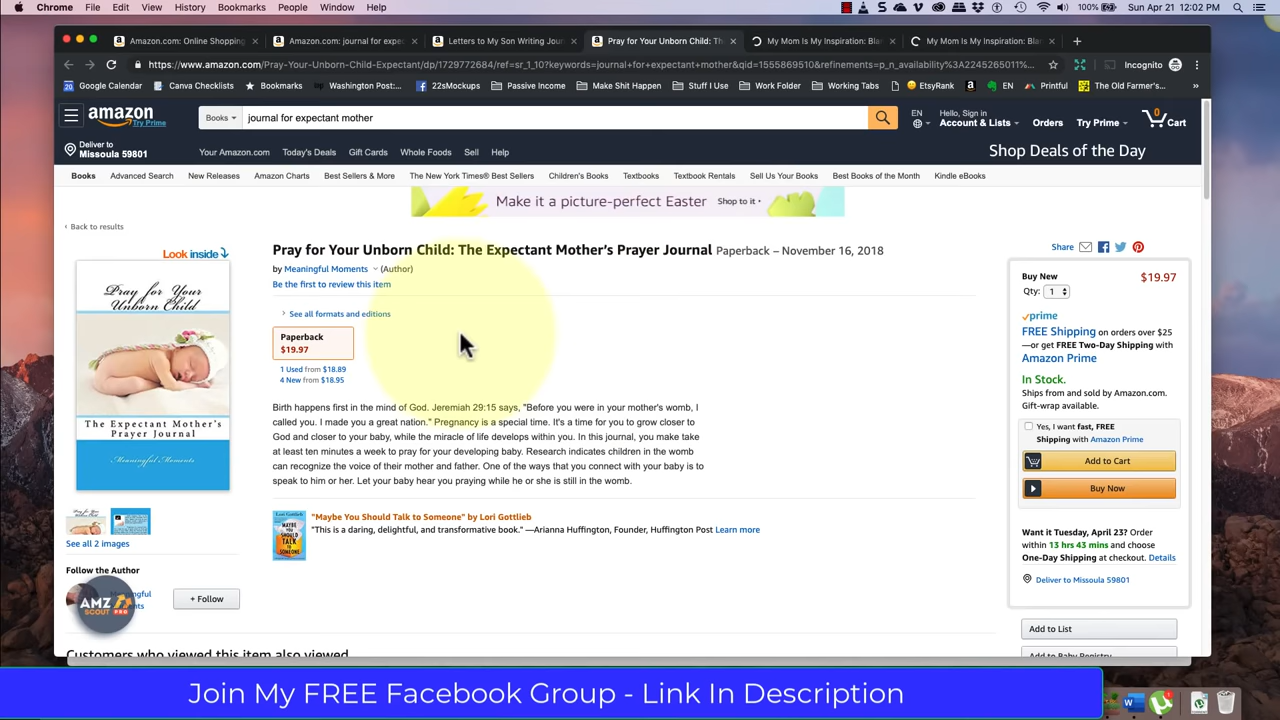 Chrome File Edit View History Bookmarks People Window Help
100% Sun Apr 21 12:02 PM
Amazon.com: Online Shopping
Amazon.com: journal for expe
Letters to My Son Writing Jour
Pray for Your Unborn Child: Th
My Mom Is My Inspiration: Bla
My Mom Is My Inspiration: Bla
https://www.amazon.com/Pray-Your-Unborn-Child-Expectant/dp/1729772684/ref=sr_1_10?keywords=journal+for+expectant+mother&qid=1555869510&refinements=p_n_availability%3A2245265011%...
Incognito
Google Calendar Canva Checklists Bookmarks Washington Post:... 22sMockups Passive Income Make Shit Happen Stuff I Use Work Folder Working Tabs EtsyRank EN Printful The Old Farmer's... »
amazon
Try Prime
Books journal for expectant mother
EN
Hello, Sign in
Account & Lists Orders Try Prime 0 Cart
Deliver to
Missoula 59801
Your Amazon.com Today's Deals Gift Cards Whole Foods Sell Help
Shop Deals of the Day
Books Advanced Search New Releases Amazon Charts Best Sellers & More The New York Times® Best Sellers Children's Books Textbooks Textbook Rentals Sell Us Your Books Best Books of the Month Kindle eBooks
Make it a picture-perfect Easter Shop to it ›
‹ Back to results
Look inside
Pray for Your
Unborn Child
The Expectant Mother's
Prayer Journal
Meaningful Moments
See all 2 images
Follow the Author
Meaningful
Moments
AMZ
SCOUT PRO
+ Follow
Pray for Your Unborn Child: The Expectant Mother's Prayer Journal Paperback – November 16, 2018
by Meaningful Moments (Author)
Be the first to review this item
› See all formats and editions
Paperback
$19.97
1 Used from $18.89
4 New from $18.95
Birth happens first in the mind of God. Jeremiah 29:15 says, "Before you were in your mother's womb, I
called you. I made you a great nation." Pregnancy is a special time. It's a time for you to grow closer to
God and closer to your baby, while the miracle of life develops within you. In this journal, you make take
at least ten minutes a week to pray for your developing baby. Research indicates children in the womb
can recognize the voice of their mother and father. One of the ways that you connect with your baby is to
speak to him or her. Let your baby hear you praying while he or she is still in the womb.
Lori Gottlieb
MAYBE YOU SHOULD TALK TO SOMEONE
"Maybe You Should Talk to Someone" by Lori Gottlieb
"This is a daring, delightful, and transformative book." —Arianna Huffington, Founder, Huffington Post Learn more
Share
Buy New $19.97
Qty: 1
prime
FREE Shipping on orders over $25
—or get FREE Two-Day Shipping with
Amazon Prime
In Stock.
Ships from and sold by Amazon.com.
Gift-wrap available.
Yes, I want fast, FREE
Shipping with Amazon Prime
Add to Cart
Buy Now
Want it Tuesday, April 23? Order
within 13 hrs 43 mins and choose
One-Day Shipping at checkout. Details
Deliver to Missoula 59801
Add to List
Add to Baby Registry
Customers who viewed this item also viewed
Join My FREE Facebook Group - Link In Description